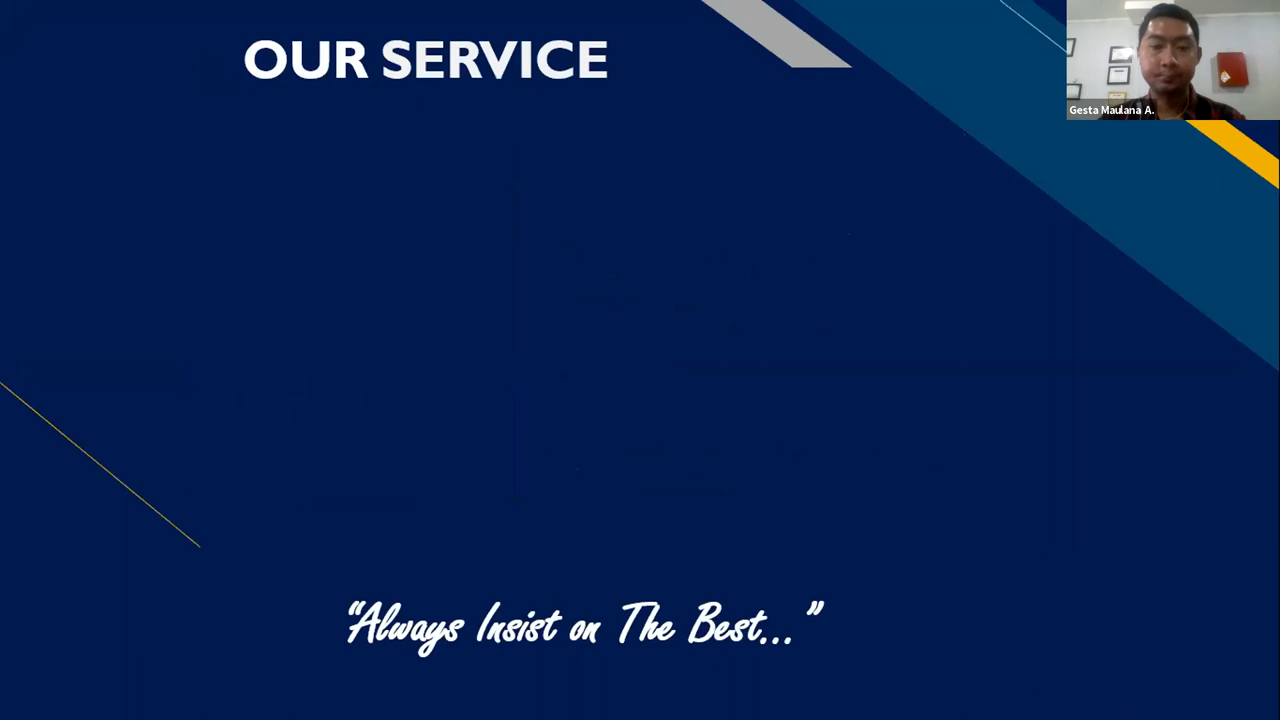 OUR SERVICE
Gesta Maulana A.
“Always Insist on The Best...”